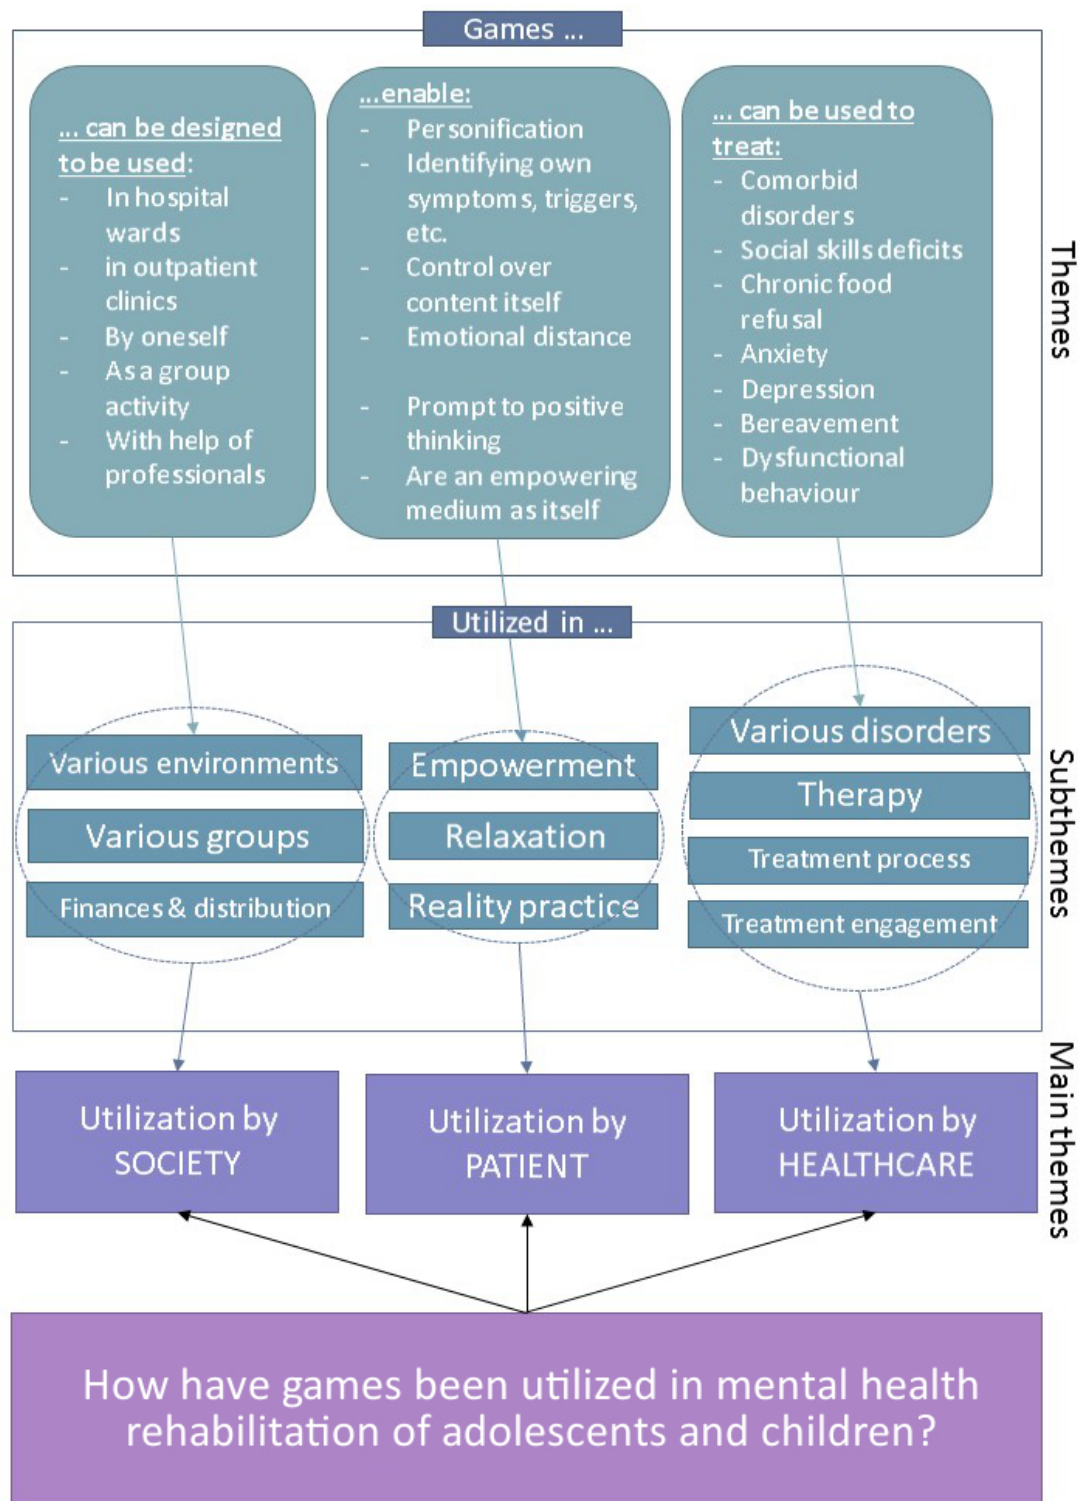 Games ...
... can be designed
to be used:
- In hospital
wards
- in outpatient
clinics
- By oneself
- As a group
activity
- With help of
professionals
...enable:
- Personification
- Identifying own
symptoms, triggers,
etc.
- Control over
content itself
- Emotional distance
- Prompt to positive
thinking
- Are an empowering
medium as itself
... can be used to
treat:
- Comorbid
disorders
- Social skills deficits
- Chronic food
refusal
- Anxiety
- Depression
- Bereavement
- Dysfunctional
behaviour
Themes
Utilized in ...
Various environments
Various groups
Finances & distribution
Empowerment
Relaxation
Reality practice
Various disorders
Therapy
Treatment process
Treatment engagement
Subthemes
Utilization by
SOCIETY
Utilization by
PATIENT
Utilization by
HEALTHCARE
Main themes
How have games been utilized in mental health
rehabilitation of adolescents and children?